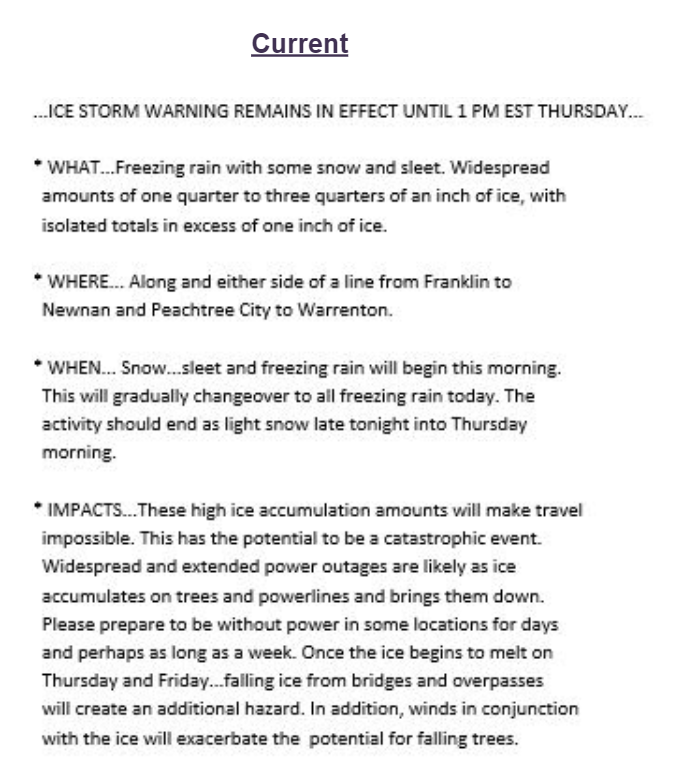 Current
...ICE STORM WARNING REMAINS IN EFFECT UNTIL 1 PM EST THURSDAY...
* WHAT...Freezing rain with some snow and sleet. Widespread
amounts of one quarter to three quarters of an inch of ice, with
isolated totals in excess of one inch of ice.
* WHERE... Along and either side of a line from Franklin to
Newnan and Peachtree City to Warrenton.
* WHEN... Snow...sleet and freezing rain will begin this morning.
This will gradually changeover to all freezing rain today. The
activity should end as light snow late tonight into Thursday
morning.
* IMPACTS...These high ice accumulation amounts will make travel
impossible. This has the potential to be a catastrophic event.
Widespread and extended power outages are likely as ice
accumulates on trees and powerlines and brings them down.
Please prepare to be without power in some locations for days
and perhaps as long as a week. Once the ice begins to melt on
Thursday and Friday...falling ice from bridges and overpasses
will create an additional hazard. In addition, winds in conjunction
with the ice will exacerbate the potential for falling trees.